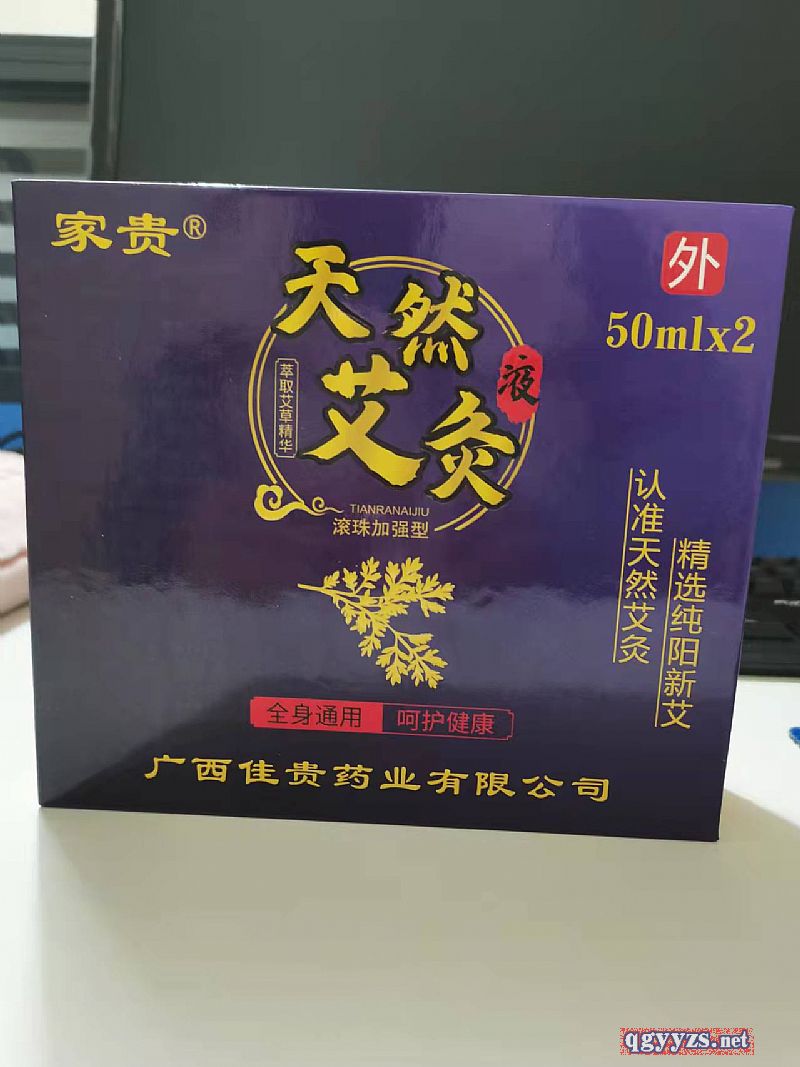 家贵®
外
50mlx2
天然
艾灸
液
萃取艾草精华
TIANRANAIJIU
滚珠加强型
认准天然艾灸
精选纯阳新艾
全身通用 呵护健康
广西佳贵药业有限公司
qgyyzs.net